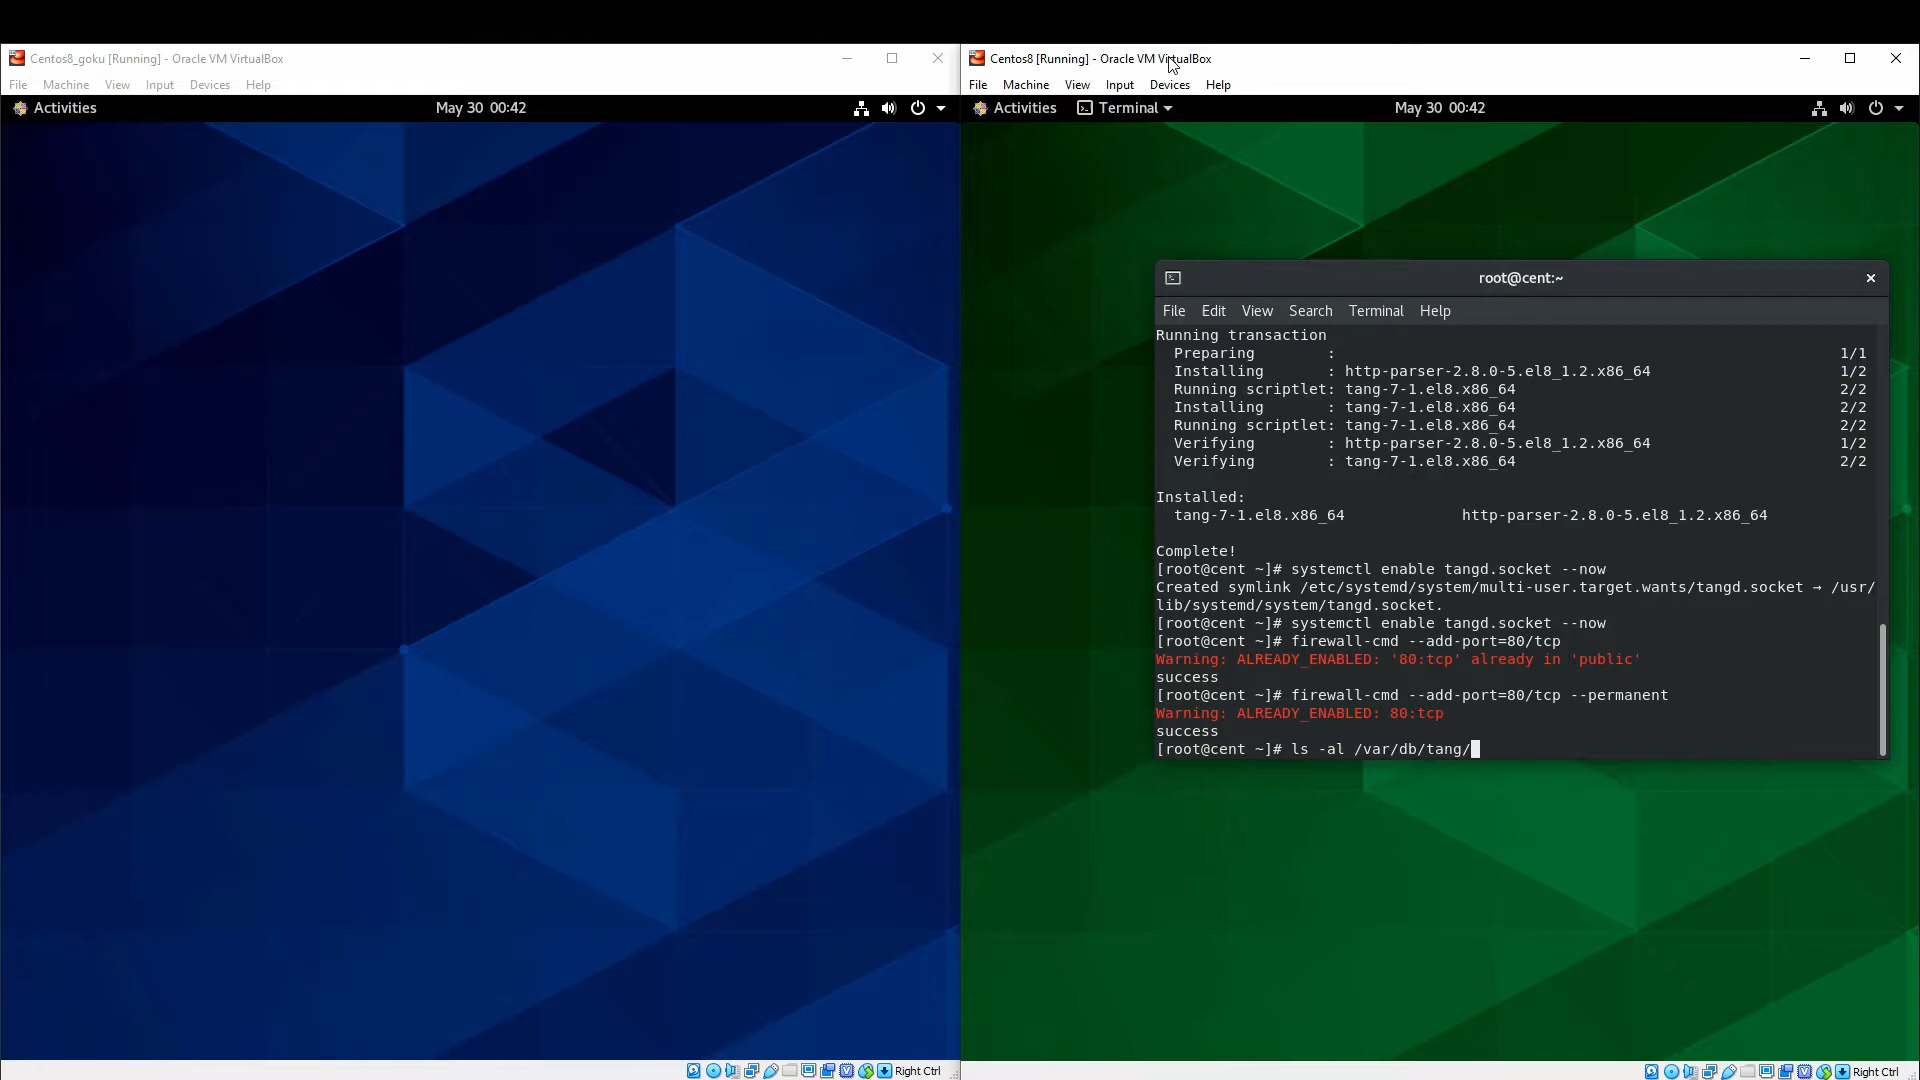 Centos8_goku [Running] - Oracle VM VirtualBox
File Machine View Input Devices Help
Activities May 30 00:42
Right Ctrl
Centos8 [Running] - Oracle VM VirtualBox
File Machine View Input Devices Help
Activities Terminal May 30 00:42
root@cent:~
File Edit View Search Terminal Help
Running transaction
Preparing : 1/1
Installing : http-parser-2.8.0-5.el8_1.2.x86_64 1/2
Running scriptlet: tang-7-1.el8.x86_64 2/2
Installing : tang-7-1.el8.x86_64 2/2
Running scriptlet: tang-7-1.el8.x86_64 2/2
Verifying : http-parser-2.8.0-5.el8_1.2.x86_64 1/2
Verifying : tang-7-1.el8.x86_64 2/2
Installed:
tang-7-1.el8.x86_64 http-parser-2.8.0-5.el8_1.2.x86_64
Complete!
[root@cent ~]# systemctl enable tangd.socket --now
Created symlink /etc/systemd/system/multi-user.target.wants/tangd.socket → /usr/
lib/systemd/system/tangd.socket.
[root@cent ~]# systemctl enable tangd.socket --now
[root@cent ~]# firewall-cmd --add-port=80/tcp
Warning: ALREADY_ENABLED: '80:tcp' already in 'public'
success
[root@cent ~]# firewall-cmd --add-port=80/tcp --permanent
Warning: ALREADY_ENABLED: 80:tcp
success
[root@cent ~]# ls -al /var/db/tang/
Right Ctrl